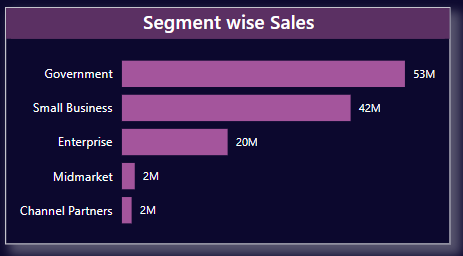 Segment wise Sales
Government 53M
Small Business 42M
Enterprise 20M
Midmarket 2M
Channel Partners 2M